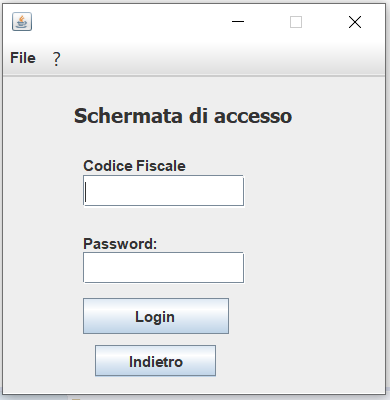 File ?
Schermata di accesso
Codice Fiscale
Password:
Login
Indietro